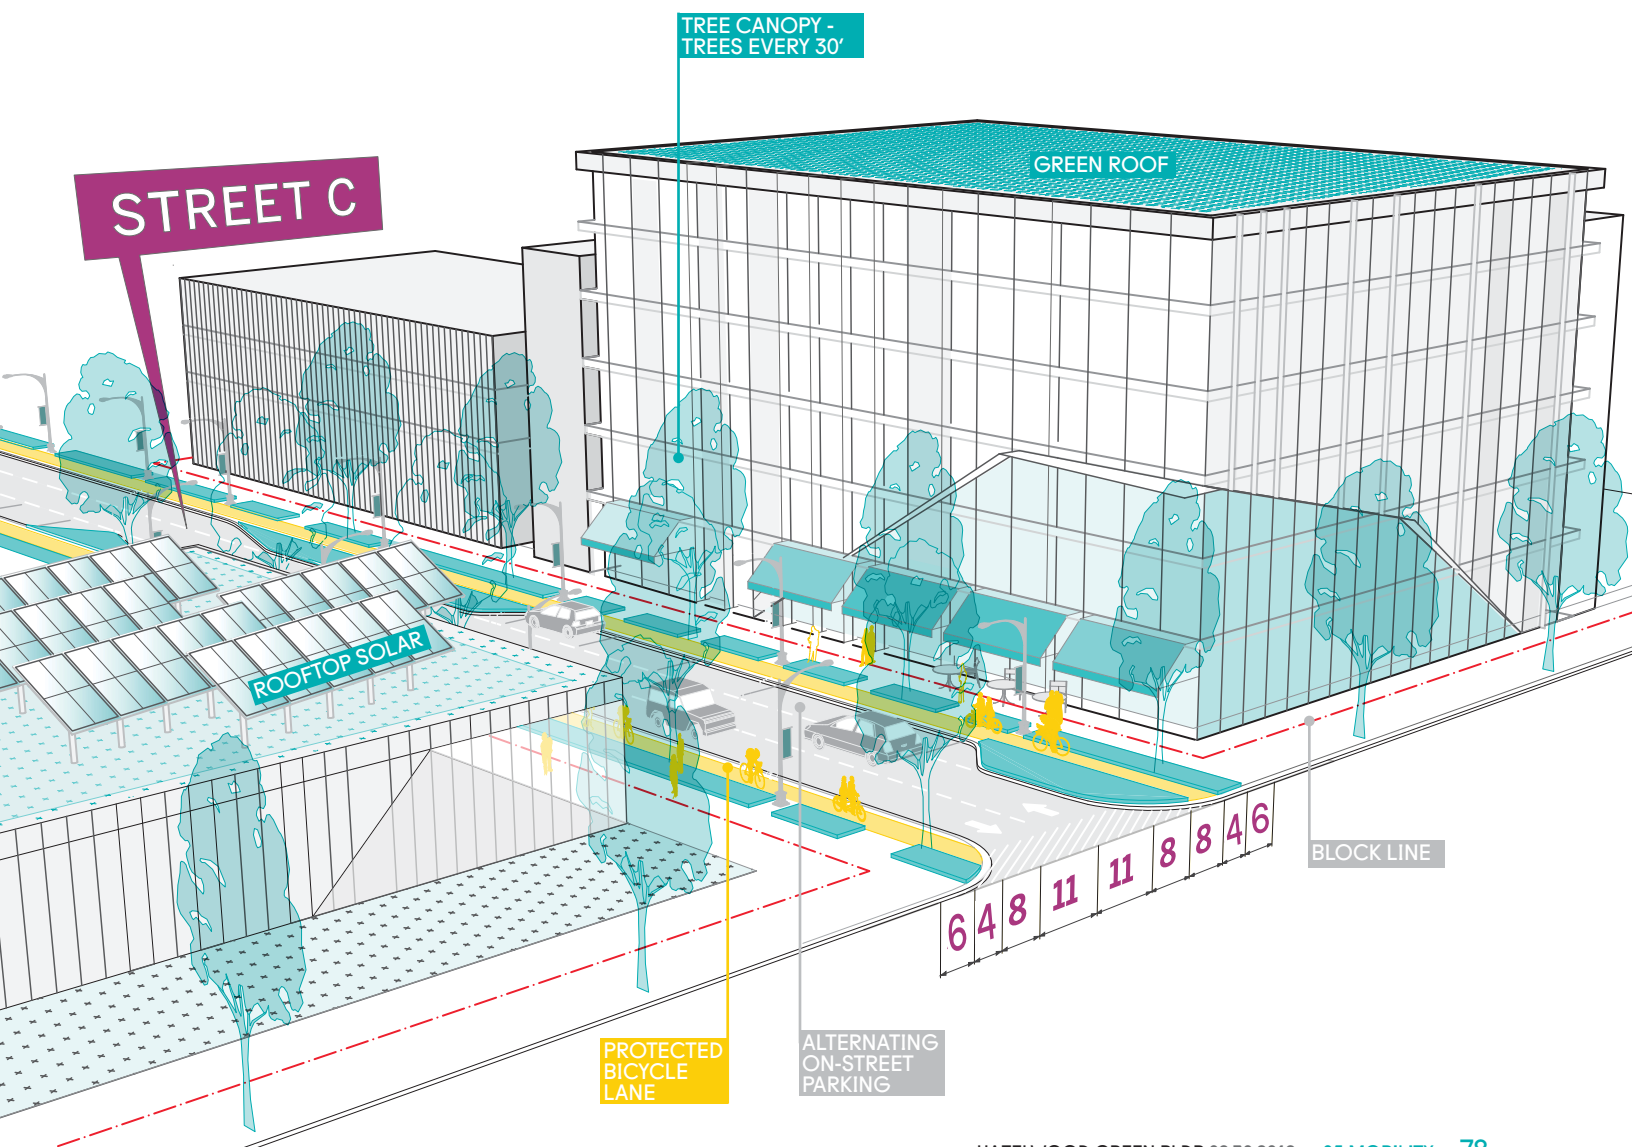 TREE CANOPY -
TREES EVERY 30'
GREEN ROOF
STREET C
ROOFTOP SOLAR
6 4 8 11 11 8 8 4 6
BLOCK LINE
PROTECTED
BICYCLE
LANE
ALTERNATING
ON-STREET
PARKING